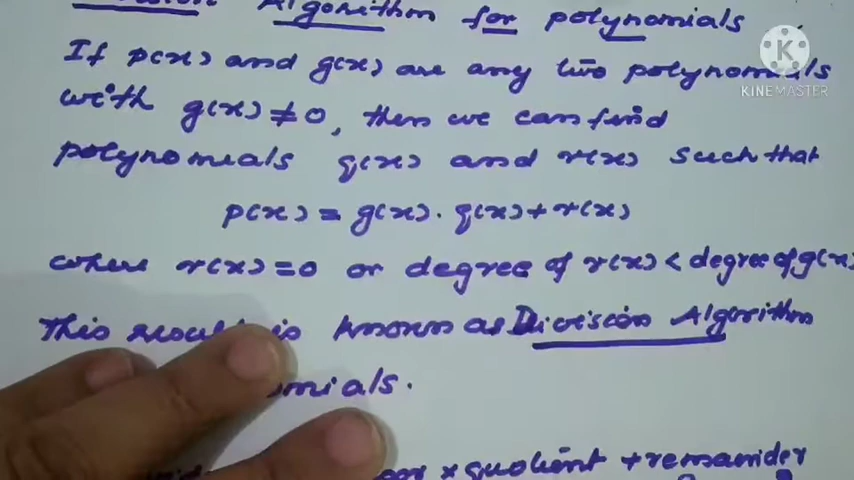 Algorithm for polynomials
K
KINEMASTER
If p(x) and g(x) are any two polynomials
with g(x) ≠ 0, then we can find
polynomials q(x) and r(x) such that
p(x) = g(x) · q(x) + r(x)
where r(x) = 0 or degree of r(x) < degree of g(x)
This result is known as Division Algorithm
× quotient + remainder